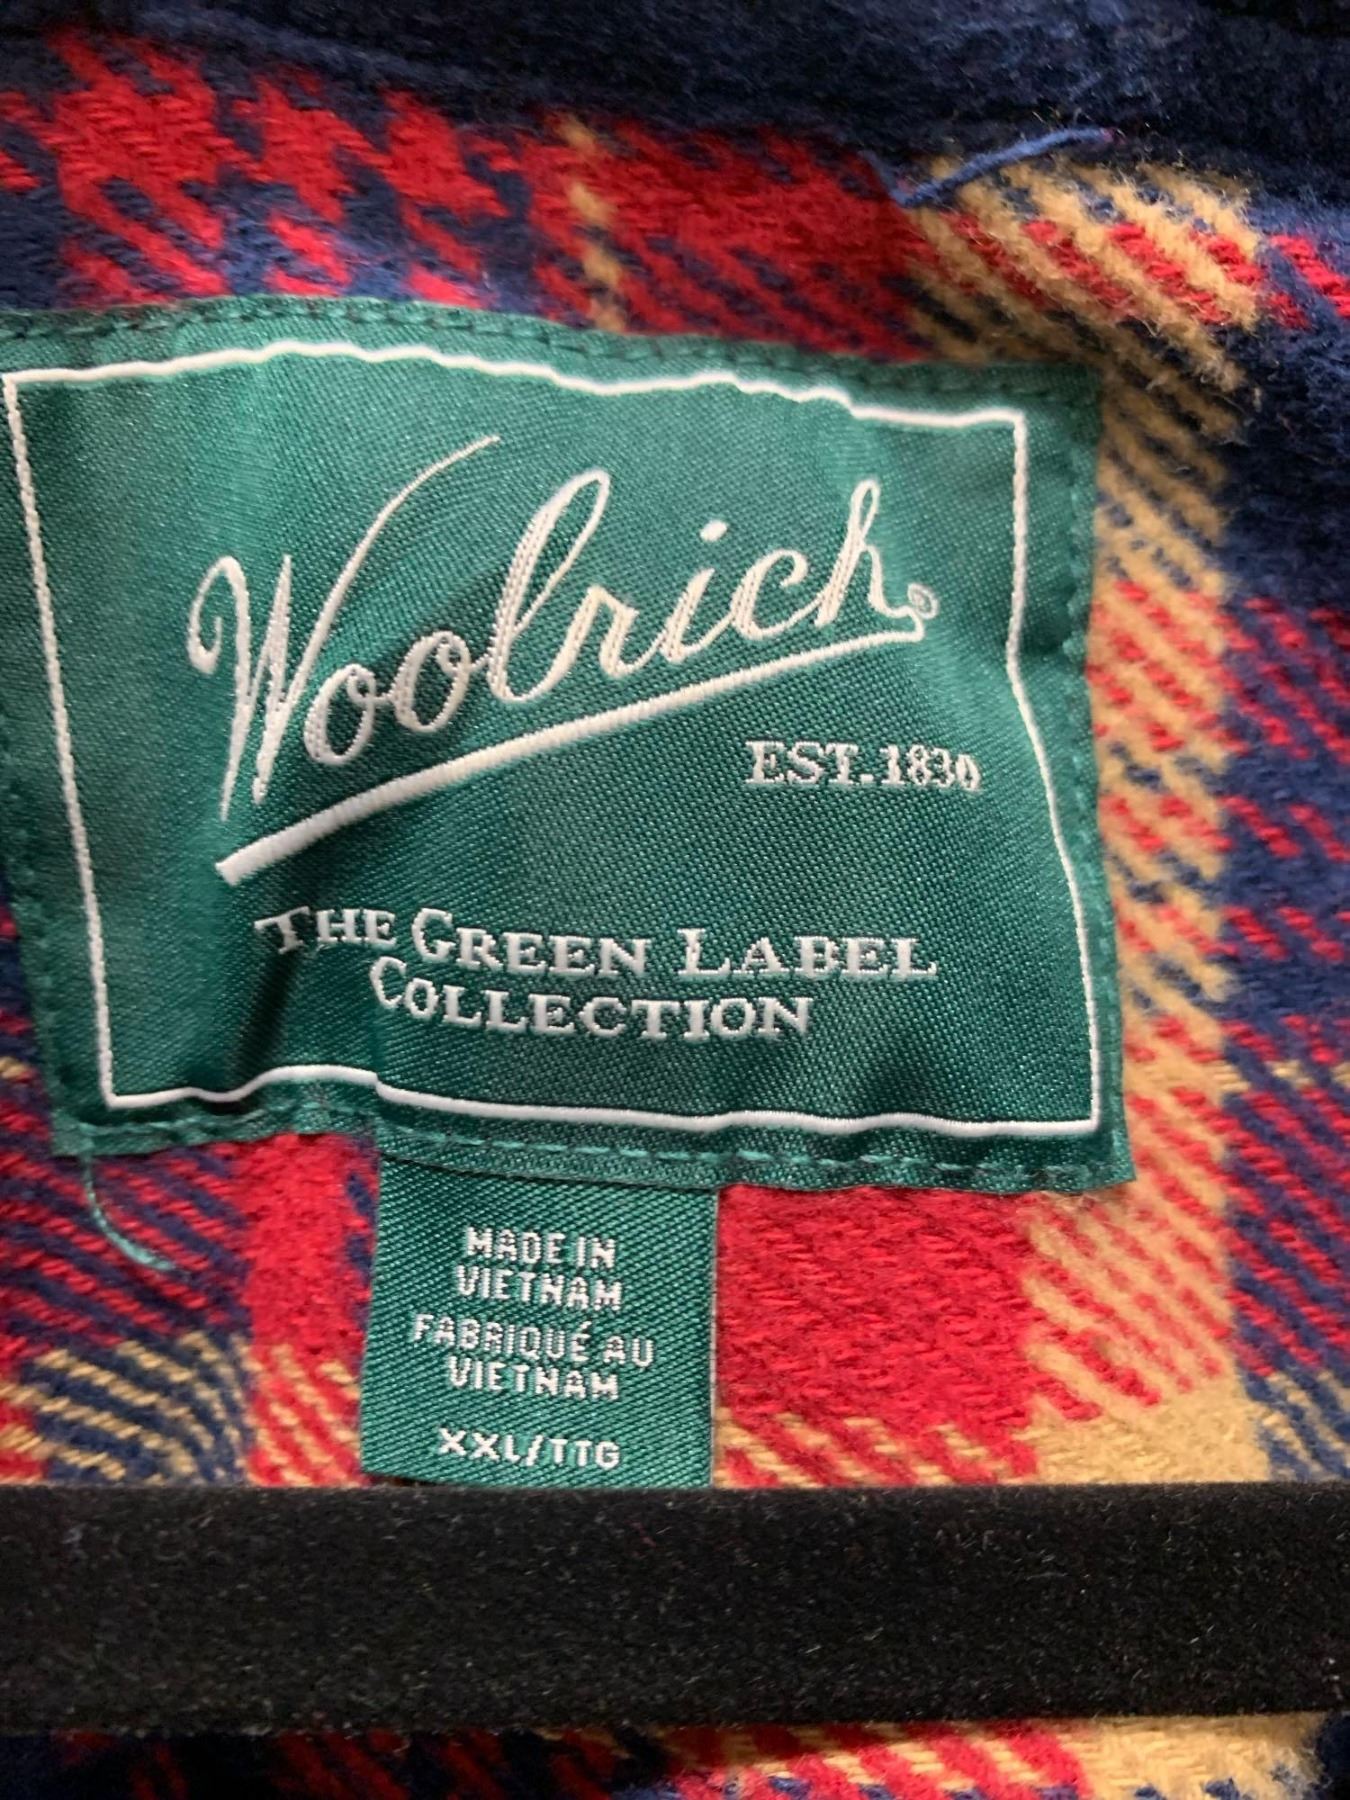 Woolrich®
EST. 1830
THE GREEN LABEL
COLLECTION
MADE IN
VIETNAM
FABRIQUÉ AU
VIETNAM
XXL/TTG